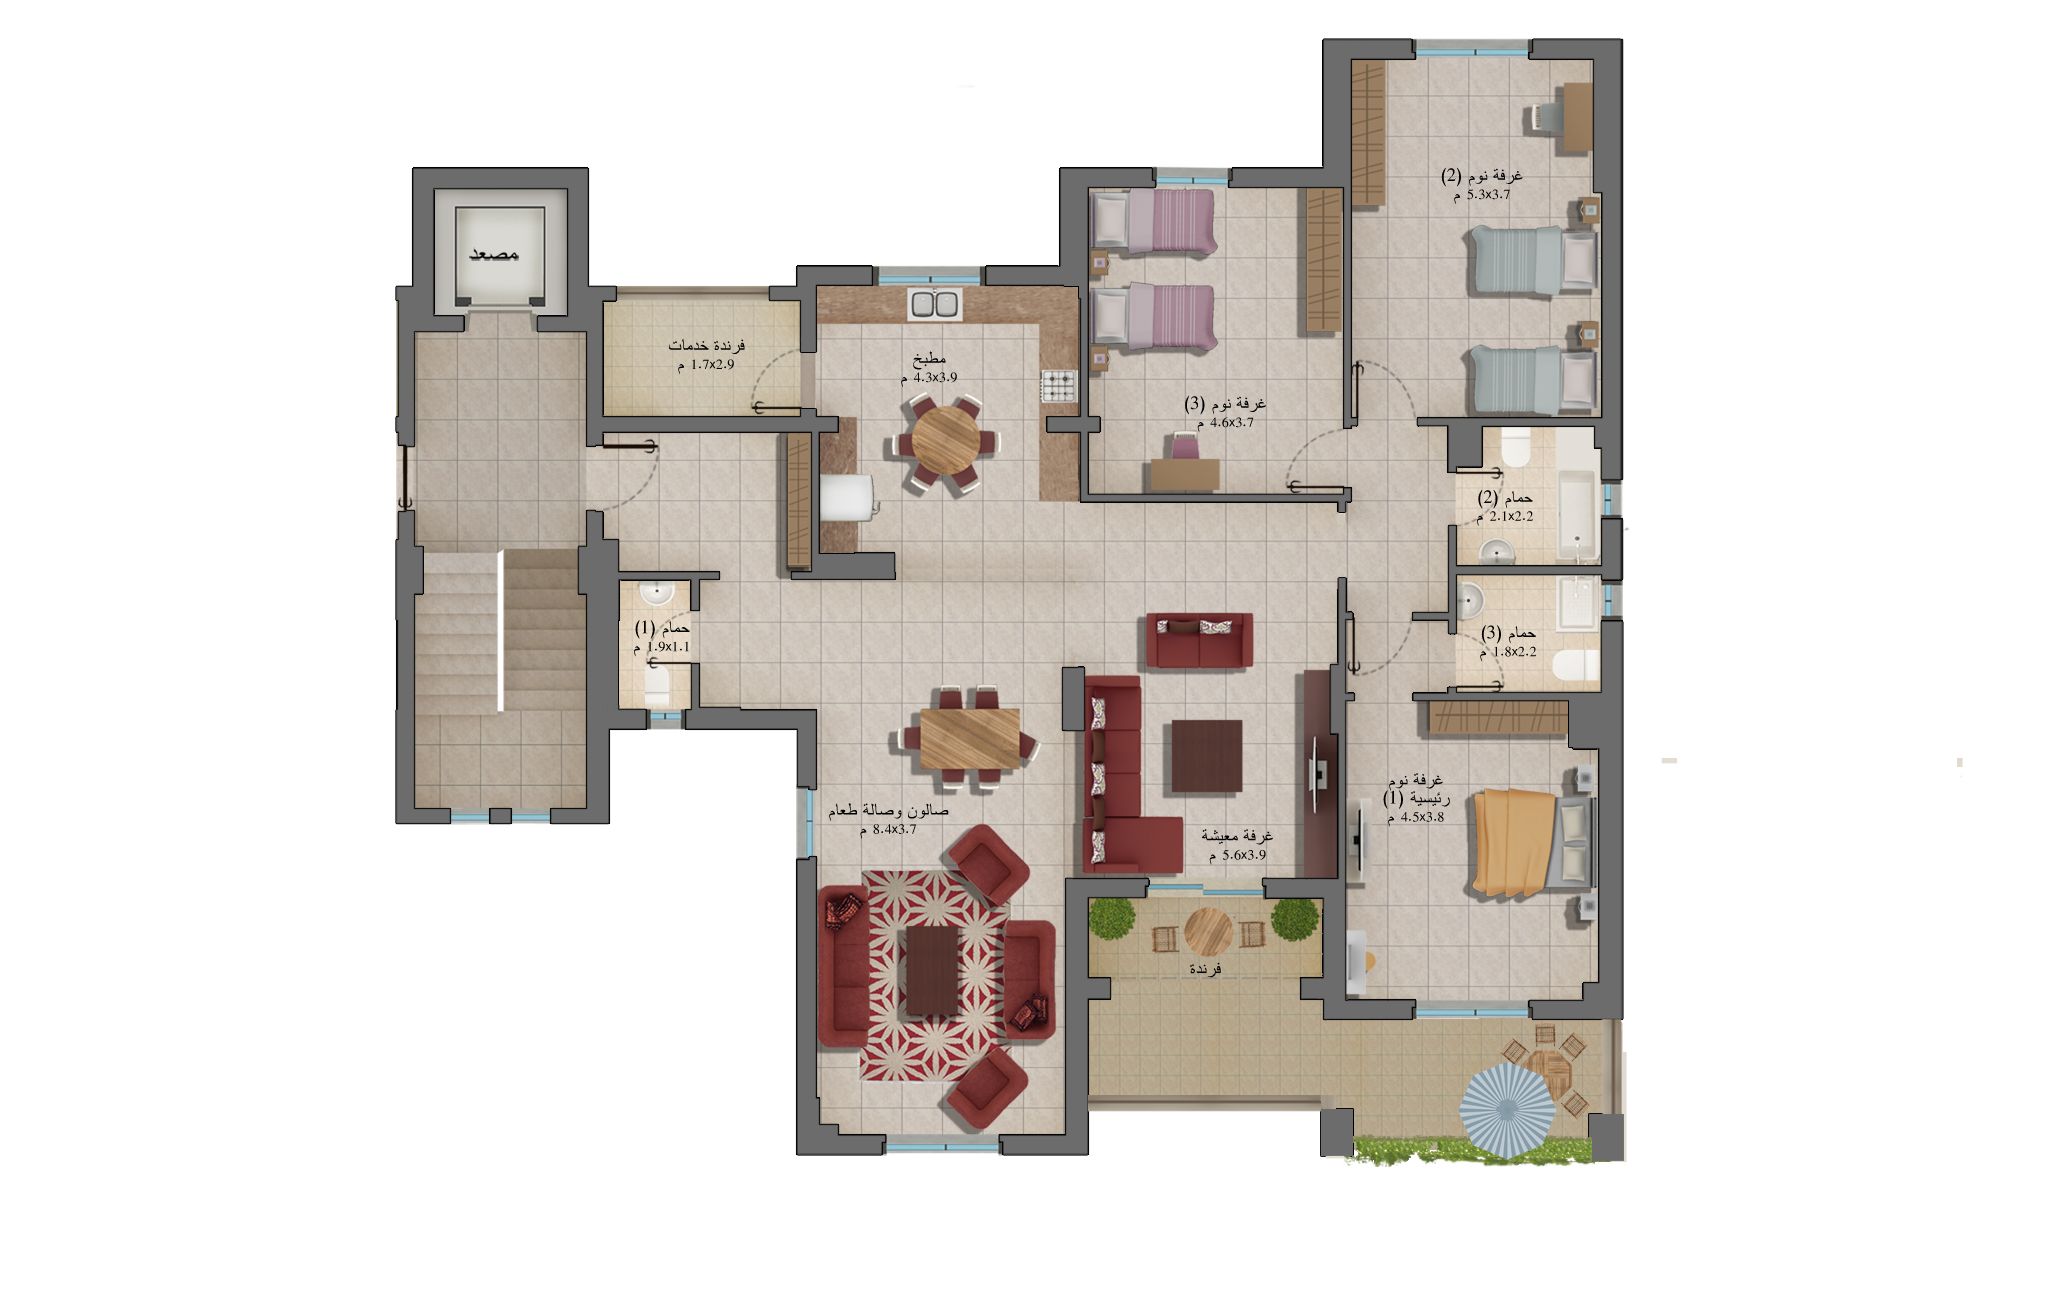 غرفة نوم (2)
5.3x3.7 م
مصعد
فرندة خدمات
1.7x2.9 م
مطبخ
4.3x3.9 م
غرفة نوم (3)
4.6x3.7 م
حمام (2)
2.1x2.2 م
حمام (1)
1.9x1.1 م
حمام (3)
1.8x2.2 م
غرفة نوم
رئيسية (1)
4.5x3.8 م
صالون وصالة طعام
8.4x3.7 م
غرفة معيشة
5.6x3.9 م
فرندة